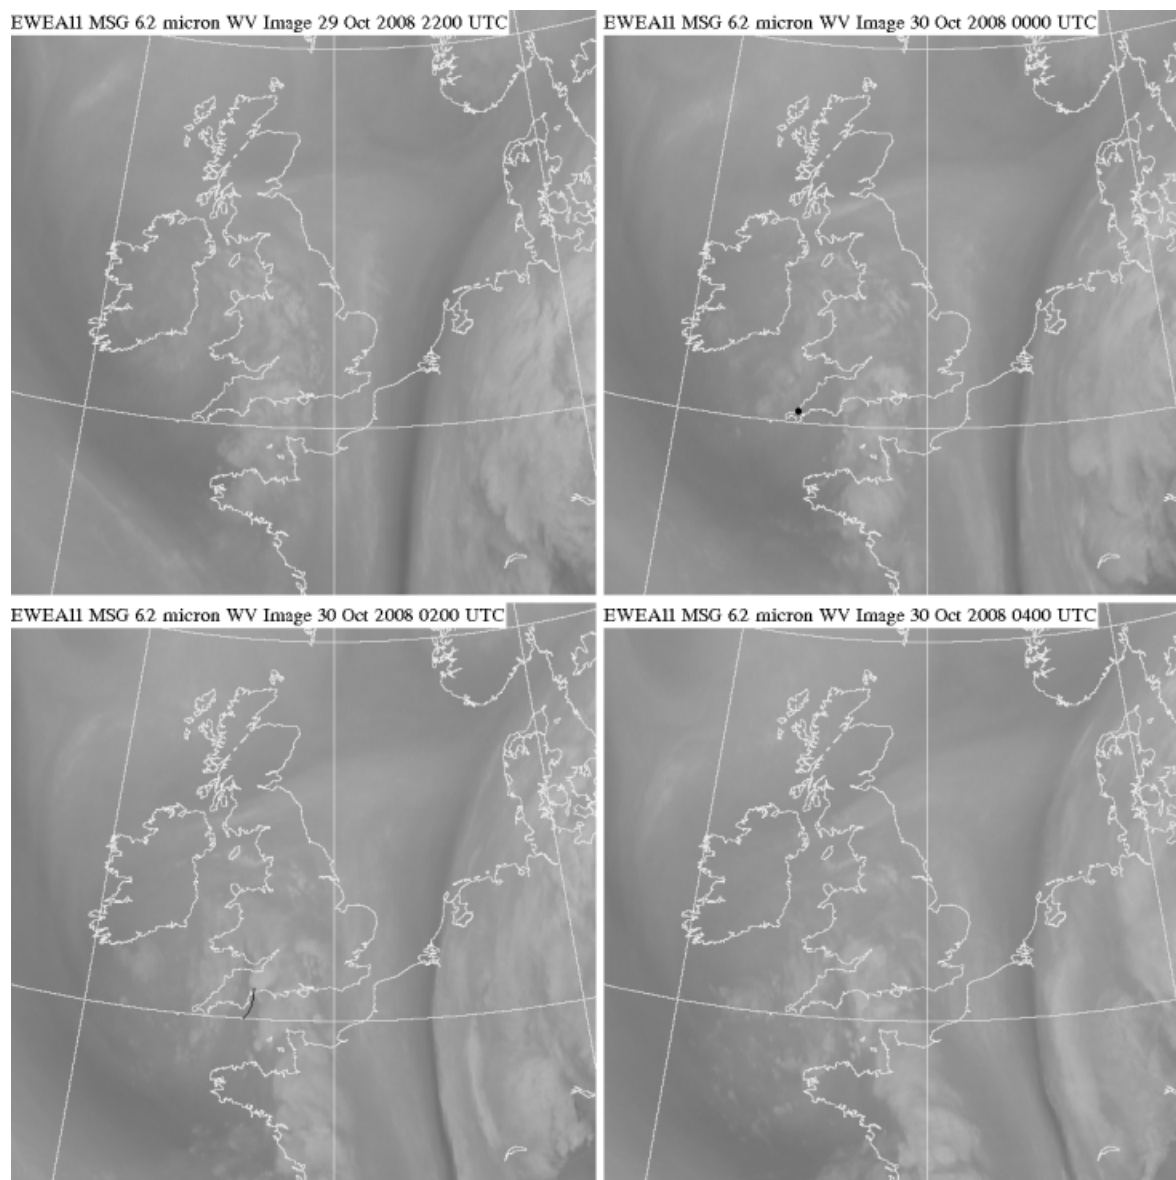 EWEA11 MSG 6.2 micron WV Image 29 Oct 2008 2200 UTC
EWEA11 MSG 6.2 micron WV Image 30 Oct 2008 0000 UTC
EWEA11 MSG 6.2 micron WV Image 30 Oct 2008 0200 UTC
EWEA11 MSG 6.2 micron WV Image 30 Oct 2008 0400 UTC